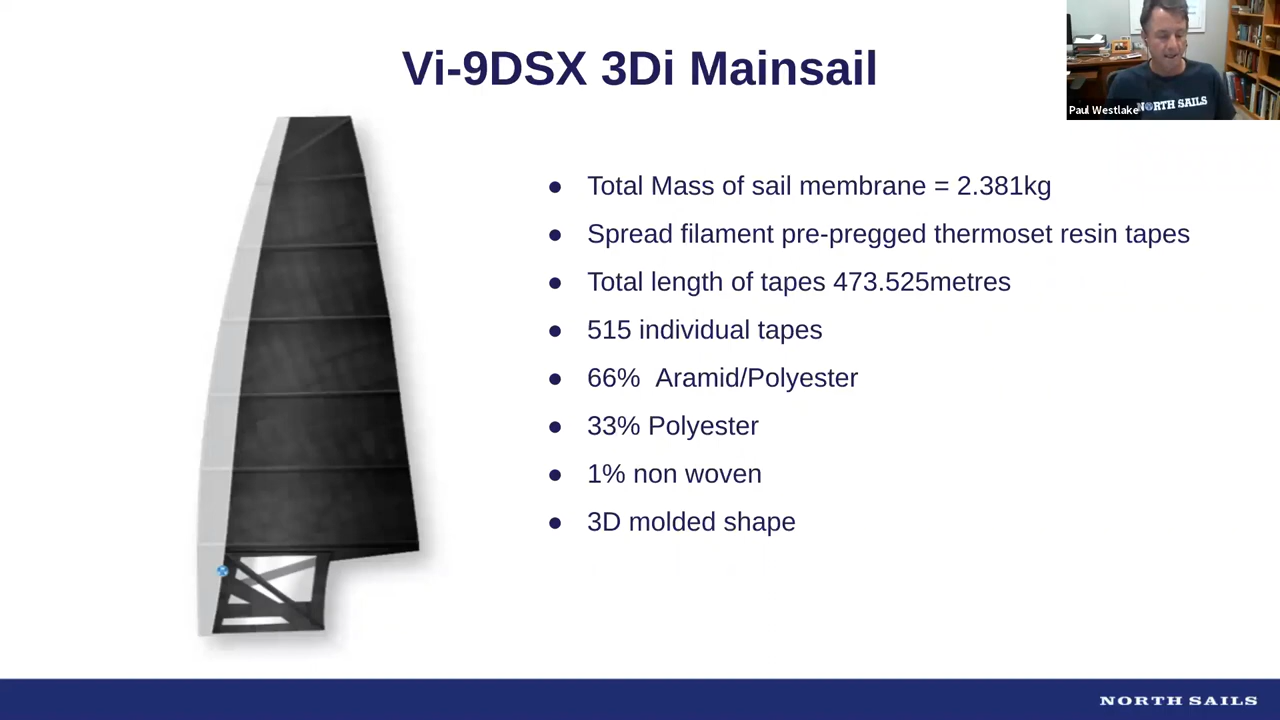 Vi-9DSX 3Di Mainsail
Paul Westlake
NORTH SAILS
● Total Mass of sail membrane = 2.381kg
● Spread filament pre-pregged thermoset resin tapes
● Total length of tapes 473.525metres
● 515 individual tapes
● 66% Aramid/Polyester
● 33% Polyester
● 1% non woven
● 3D molded shape
NORTH SAILS